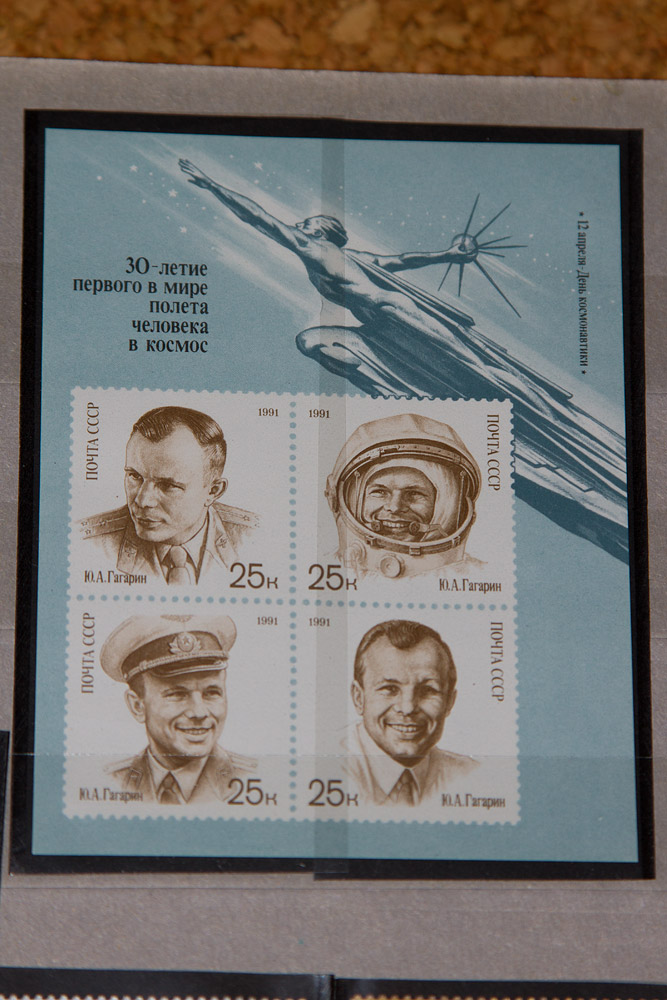 30-летие
первого в мире
полета
человека
в космос
• 12 апреля - День космонавтики •
ПОЧТА СССР
1991
Ю.А.Гагарин
25к
1991
ПОЧТА СССР
25к
Ю.А.Гагарин
ПОЧТА СССР
1991
Ю.А.Гагарин
25к
1991
ПОЧТА СССР
25к
Ю.А.Гагарин